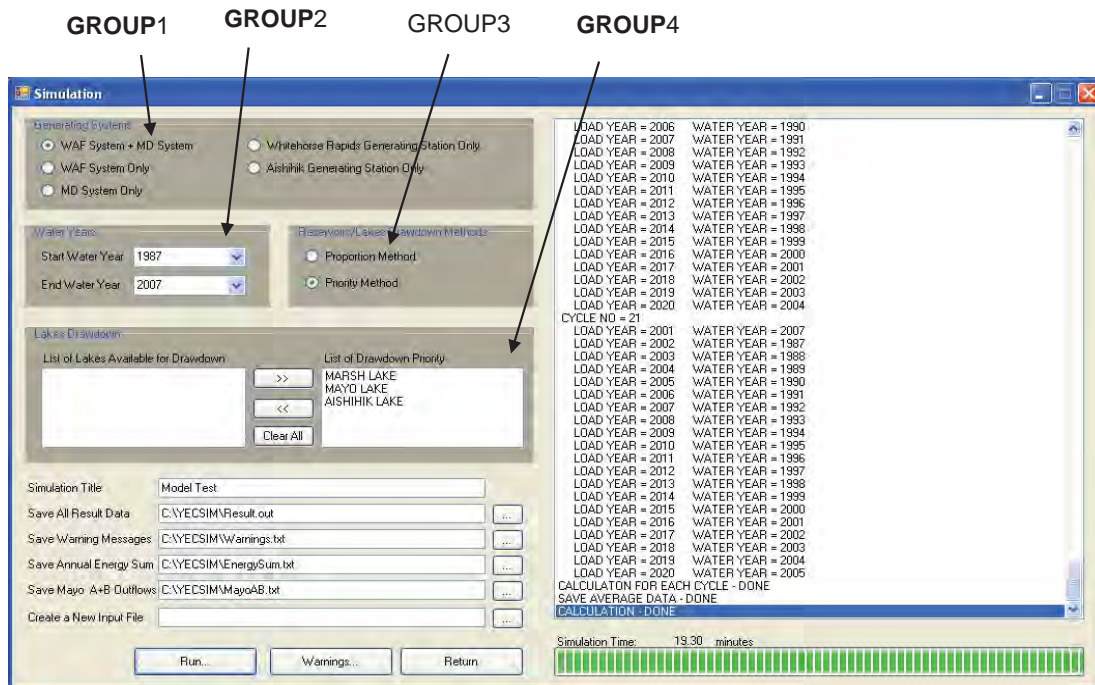 GROUP1 GROUP2 GROUP3 GROUP4
Simulation
Generating Systems
WAF System + MD System
Whitehorse Rapids Generating Station Only
WAF System Only
Aishihik Generating Station Only
MD System Only
Water Years
Start Water Year 1987
End Water Year 2007
Reservoirs/Lakes Drawdown Methods
Proportion Method
Priority Method
Lakes Drawdown
List of Lakes Available for Drawdown
>>
<<
Clear All
List of Drawdown Priority
MARSH LAKE
MAYO LAKE
AISHIHIK LAKE
Simulation Title Model Test
Save All Result Data C:\YECSIM\Result.out ...
Save Warning Messages C:\YECSIM\Warnings.txt ...
Save Annual Energy Sum C:\YECSIM\EnergySum.txt ...
Save Mayo A+B Outflows C:\YECSIM\MayoAB.txt ...
Create a New Input File ...
Run... Warnings... Return
LOAD YEAR = 2006 WATER YEAR = 1990
LOAD YEAR = 2007 WATER YEAR = 1991
LOAD YEAR = 2008 WATER YEAR = 1992
LOAD YEAR = 2009 WATER YEAR = 1993
LOAD YEAR = 2010 WATER YEAR = 1994
LOAD YEAR = 2011 WATER YEAR = 1995
LOAD YEAR = 2012 WATER YEAR = 1996
LOAD YEAR = 2013 WATER YEAR = 1997
LOAD YEAR = 2014 WATER YEAR = 1998
LOAD YEAR = 2015 WATER YEAR = 1999
LOAD YEAR = 2016 WATER YEAR = 2000
LOAD YEAR = 2017 WATER YEAR = 2001
LOAD YEAR = 2018 WATER YEAR = 2002
LOAD YEAR = 2019 WATER YEAR = 2003
LOAD YEAR = 2020 WATER YEAR = 2004
CYCLE NO = 21
LOAD YEAR = 2001 WATER YEAR = 2007
LOAD YEAR = 2002 WATER YEAR = 1987
LOAD YEAR = 2003 WATER YEAR = 1988
LOAD YEAR = 2004 WATER YEAR = 1989
LOAD YEAR = 2005 WATER YEAR = 1990
LOAD YEAR = 2006 WATER YEAR = 1991
LOAD YEAR = 2007 WATER YEAR = 1992
LOAD YEAR = 2008 WATER YEAR = 1993
LOAD YEAR = 2009 WATER YEAR = 1994
LOAD YEAR = 2010 WATER YEAR = 1995
LOAD YEAR = 2011 WATER YEAR = 1996
LOAD YEAR = 2012 WATER YEAR = 1997
LOAD YEAR = 2013 WATER YEAR = 1998
LOAD YEAR = 2014 WATER YEAR = 1999
LOAD YEAR = 2015 WATER YEAR = 2000
LOAD YEAR = 2016 WATER YEAR = 2001
LOAD YEAR = 2017 WATER YEAR = 2002
LOAD YEAR = 2018 WATER YEAR = 2003
LOAD YEAR = 2019 WATER YEAR = 2004
LOAD YEAR = 2020 WATER YEAR = 2005
CALCULATON FOR EACH CYCLE - DONE
SAVE AVERAGE DATA - DONE
CALCULATION - DONE
Simulation Time: 19.30 minutes